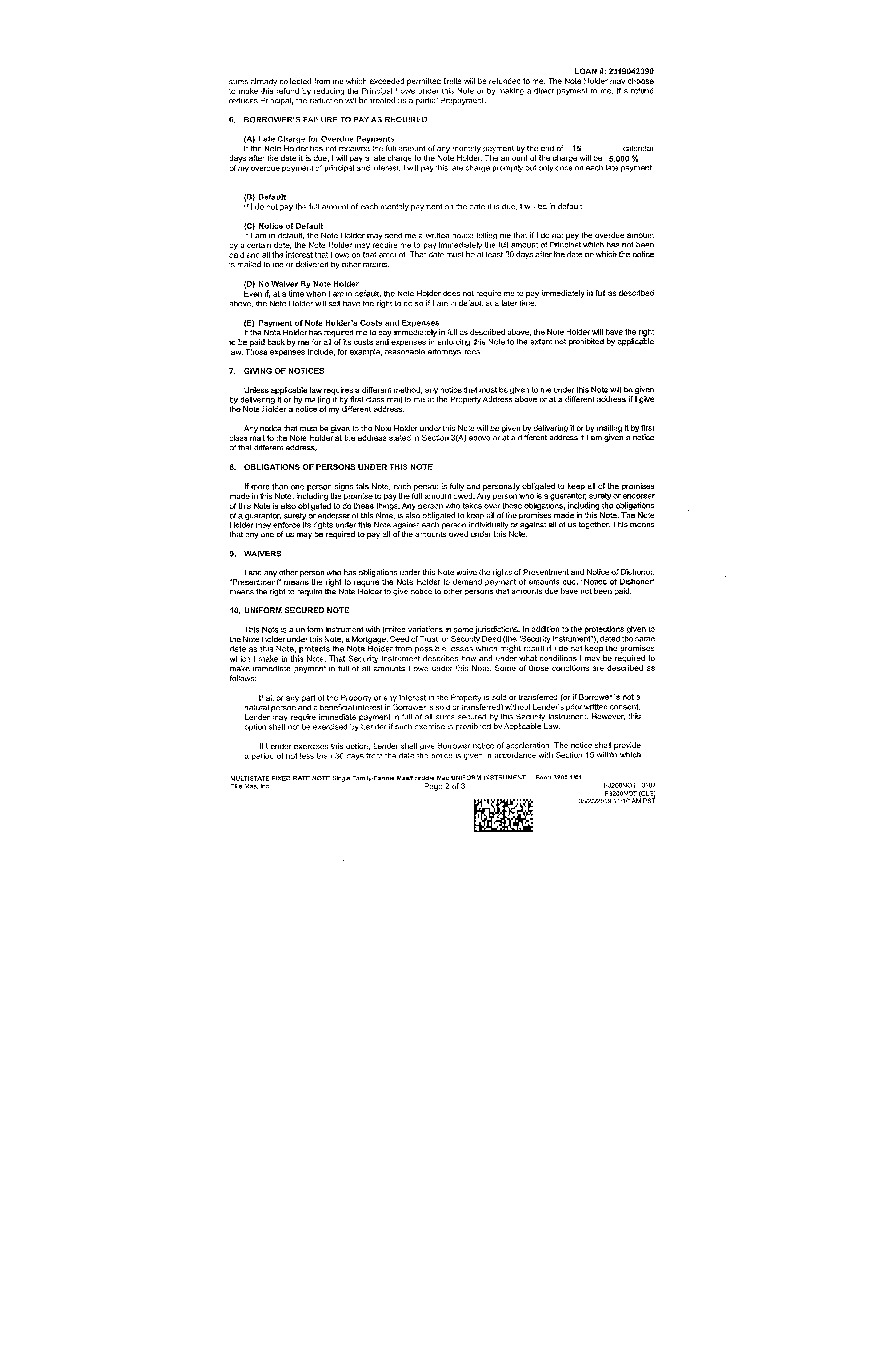 LOAN #:
sums already collected from me which exceeded permitted limits will be refunded to me. The Note Holder may choose
to make this refund by reducing the Principal I owe under this Note or by making a direct payment to me. If a refund
reduces Principal, the reduction will be treated as a partial Prepayment.
6. BORROWER'S FAILURE TO PAY AS REQUIRED
(A) Late Charge for Overdue Payments
If the Note Holder has not received the full amount of any monthly payment by the end of 15 calendar
days after the date it is due, I will pay a late charge to the Note Holder. The amount of the charge will be 5.000 %
of my overdue payment of principal and interest. I will pay this late charge promptly but only once on each late payment.
(B) Default
If I do not pay the full amount of each monthly payment on the date it is due, I will be in default.
(C) Notice of Default
If I am in default, the Note Holder may send me a written notice telling me that if I do not pay the overdue amount
by a certain date, the Note Holder may require me to pay immediately the full amount of Principal which has not been
paid and all the interest that I owe on that amount. That date must be at least 30 days after the date on which the notice
is mailed to me or delivered by other means.
(D) No Waiver By Note Holder
Even if, at a time when I am in default, the Note Holder does not require me to pay immediately in full as described
above, the Note Holder will still have the right to do so if I am in default at a later time.
(E) Payment of Note Holder's Costs and Expenses
If the Note Holder has required me to pay immediately in full as described above, the Note Holder will have the right
to be paid back by me for all of its costs and expenses in enforcing this Note to the extent not prohibited by applicable
law. Those expenses include, for example, reasonable attorneys' fees.
7. GIVING OF NOTICES
Unless applicable law requires a different method, any notice that must be given to me under this Note will be given
by delivering it or by mailing it by first class mail to me at the Property Address above or at a different address if I give
the Note Holder a notice of my different address.
Any notice that must be given to the Note Holder under this Note will be given by delivering it or by mailing it by first
class mail to the Note Holder at the address stated in Section 3(A) above or at a different address if I am given a notice
of that different address.
8. OBLIGATIONS OF PERSONS UNDER THIS NOTE
If more than one person signs this Note, each person is fully and personally obligated to keep all of the promises
made in this Note, including the promise to pay the full amount owed. Any person who is a guarantor, surety or endorser
of this Note is also obligated to do these things. Any person who takes over these obligations, including the obligations
of a guarantor, surety or endorser of this Note, is also obligated to keep all of the promises made in this Note. The Note
Holder may enforce its rights under this Note against each person individually or against all of us together. This means
that any one of us may be required to pay all of the amounts owed under this Note.
9. WAIVERS
I and any other person who has obligations under this Note waive the rights of Presentment and Notice of Dishonor.
"Presentment" means the right to require the Note Holder to demand payment of amounts due. "Notice of Dishonor"
means the right to require the Note Holder to give notice to other persons that amounts due have not been paid.
10. UNIFORM SECURED NOTE
This Note is a uniform instrument with limited variations in some jurisdictions. In addition to the protections given to
the Note Holder under this Note, a Mortgage, Deed of Trust, or Security Deed (the "Security Instrument"), dated the same
date as this Note, protects the Note Holder from possible losses which might result if I do not keep the promises
which I make in this Note. That Security Instrument describes how and under what conditions I may be required to
make immediate payment in full of all amounts I owe under this Note. Some of those conditions are described as
follows:
If all or any part of the Property or any Interest in the Property is sold or transferred (or if Borrower is not a
natural person and a beneficial interest in Borrower is sold or transferred) without Lender's prior written consent,
Lender may require immediate payment in full of all sums secured by this Security Instrument. However, this
option shall not be exercised by Lender if such exercise is prohibited by Applicable Law.
If Lender exercises this option, Lender shall give Borrower notice of acceleration. The notice shall provide
a period of not less than 30 days from the date the notice is given in accordance with Section 15 within which
MULTISTATE FIXED RATE NOTE Single Family-Fannie Mae/Freddie Mac UNIFORM INSTRUMENT Form 3200 1/01
Ellie Mae, Inc. Page 2 of 3
(CLS)
AM PST